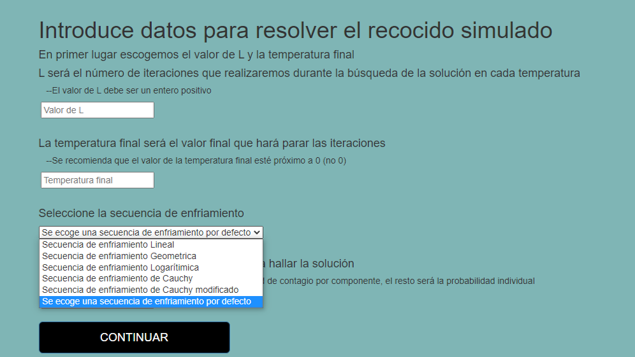 Introduce datos para resolver el recocido simulado
En primer lugar escogemos el valor de L y la temperatura final
L será el número de iteraciones que realizaremos durante la búsqueda de la solución en cada temperatura
--El valor de L debe ser un entero positivo
Valor de L
La temperatura final será el valor final que hará parar las iteraciones
--Se recomienda que el valor de la temperatura final esté próximo a 0 (no 0)
Temperatura final
Seleccione la secuencia de enfriamiento
Se ecoge una secuencia de enfriamiento por defecto
Secuencia de enfriamiento Lineal
Secuencia de enfriamiento Geometrica
a hallar la solución
Secuencia de enfriamiento Logarítimica
Secuencia de enfriamiento de Cauchy
d de contagio por componente, el resto será la probabilidad individual
Secuencia de enfriamiento de Cauchy modificado
Se ecoge una secuencia de enfriamiento por defecto
CONTINUAR